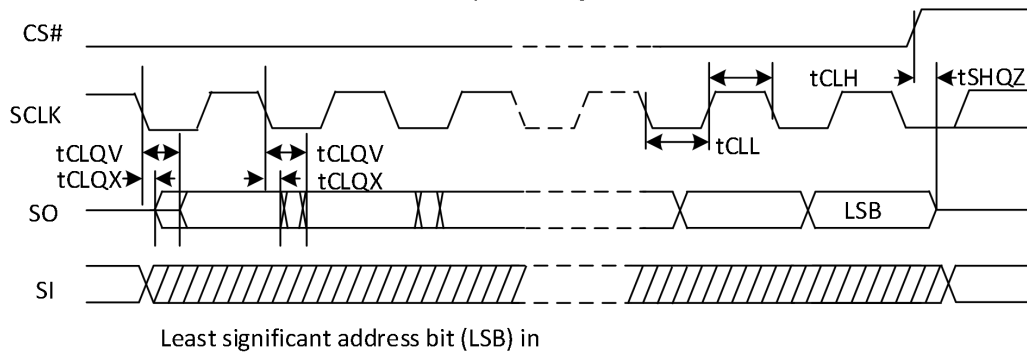 CS#
tCLH
tSHQZ
SCLK
tCLQV
tCLQV
tCLL
tCLQX
tCLQX
SO
LSB
SI
Least significant address bit (LSB) in